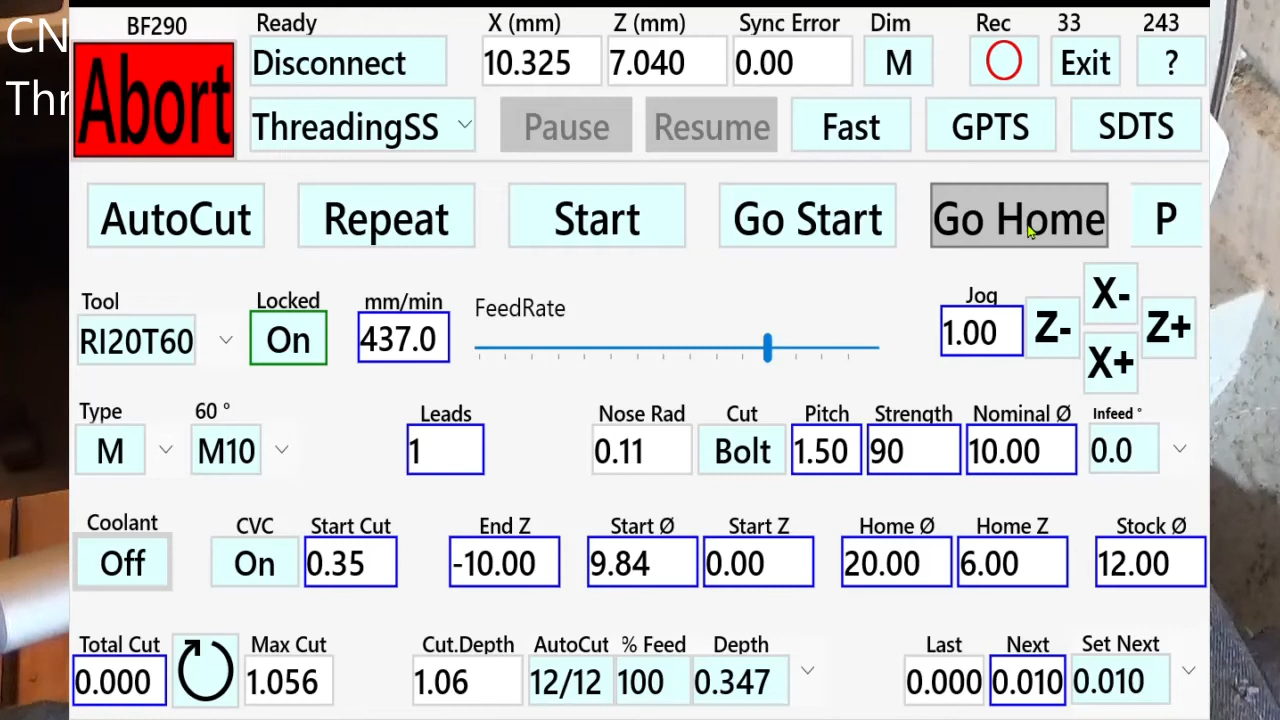 CN
Thr
BF290 Ready X (mm) Z (mm) Sync Error Dim Rec 33 243
Abort Disconnect 10.325 7.040 0.00 M Exit ?
ThreadingSS Pause Resume Fast GPTS SDTS
AutoCut Repeat Start Go Start Go Home P
Tool Locked mm/min FeedRate Jog X-
RI20T60 On 437.0 1.00 Z- Z+
X+
Type 60 ° Leads Nose Rad Cut Pitch Strength Nominal Ø Infeed °
M M10 1 0.11 Bolt 1.50 90 10.00 0.0
Coolant CVC Start Cut End Z Start Ø Start Z Home Ø Home Z Stock Ø
Off On 0.35 -10.00 9.84 0.00 20.00 6.00 12.00
Total Cut Max Cut Cut.Depth AutoCut % Feed Depth Last Next Set Next
0.000 1.056 1.06 12/12 100 0.347 0.000 0.010 0.010